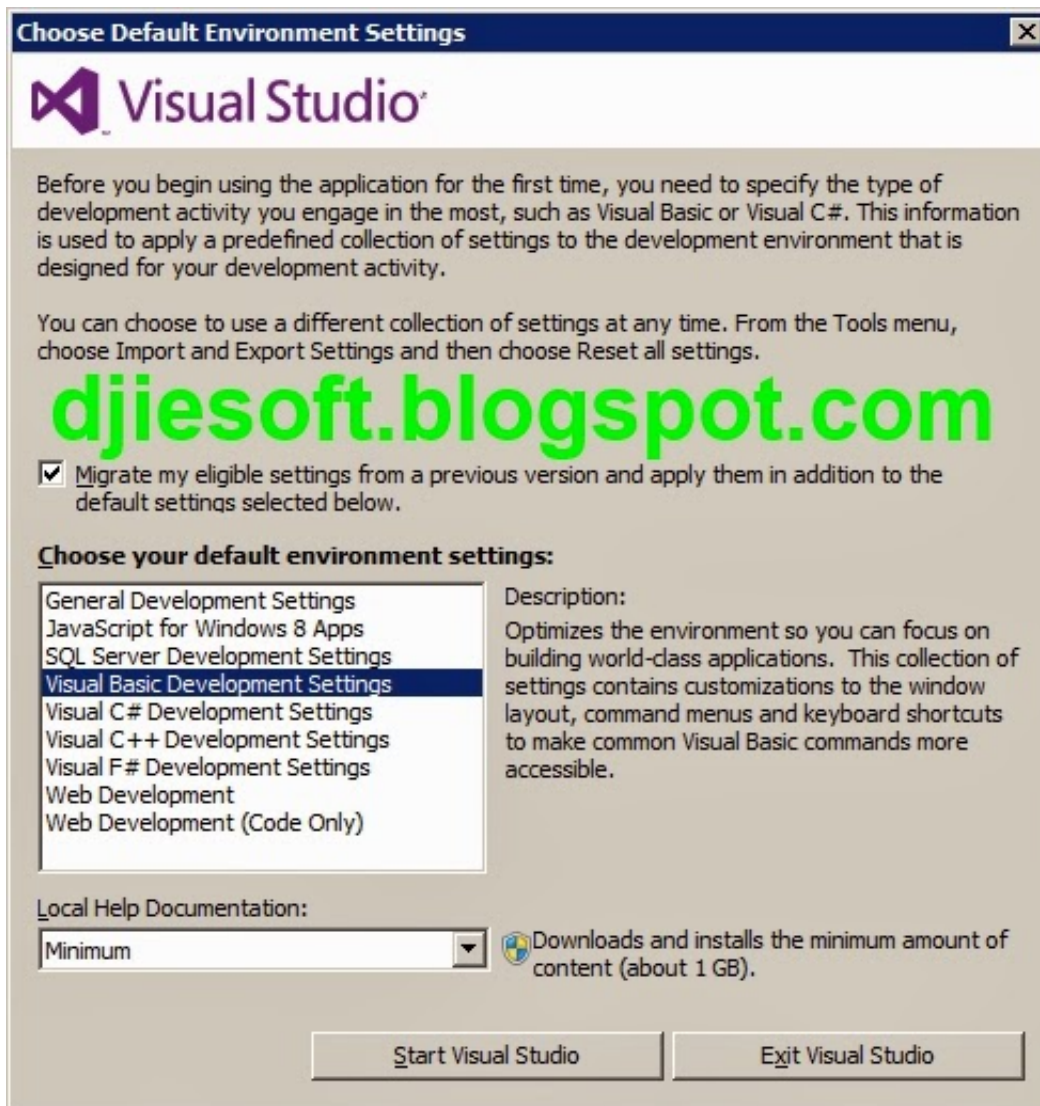 Choose Default Environment Settings
Visual Studio
Before you begin using the application for the first time, you need to specify the type of
development activity you engage in the most, such as Visual Basic or Visual C#. This information
is used to apply a predefined collection of settings to the development environment that is
designed for your development activity.
You can choose to use a different collection of settings at any time. From the Tools menu,
choose Import and Export Settings and then choose Reset all settings.
djiesoft.blogspot.com
Migrate my eligible settings from a previous version and apply them in addition to the
default settings selected below.
Choose your default environment settings:
General Development Settings
JavaScript for Windows 8 Apps
SQL Server Development Settings
Visual Basic Development Settings
Visual C# Development Settings
Visual C++ Development Settings
Visual F# Development Settings
Web Development
Web Development (Code Only)
Description:
Optimizes the environment so you can focus on
building world-class applications.  This collection of
settings contains customizations to the window
layout, command menus and keyboard shortcuts
to make common Visual Basic commands more
accessible.
Local Help Documentation:
Minimum
Downloads and installs the minimum amount of
content (about 1 GB).
Start Visual Studio
Exit Visual Studio